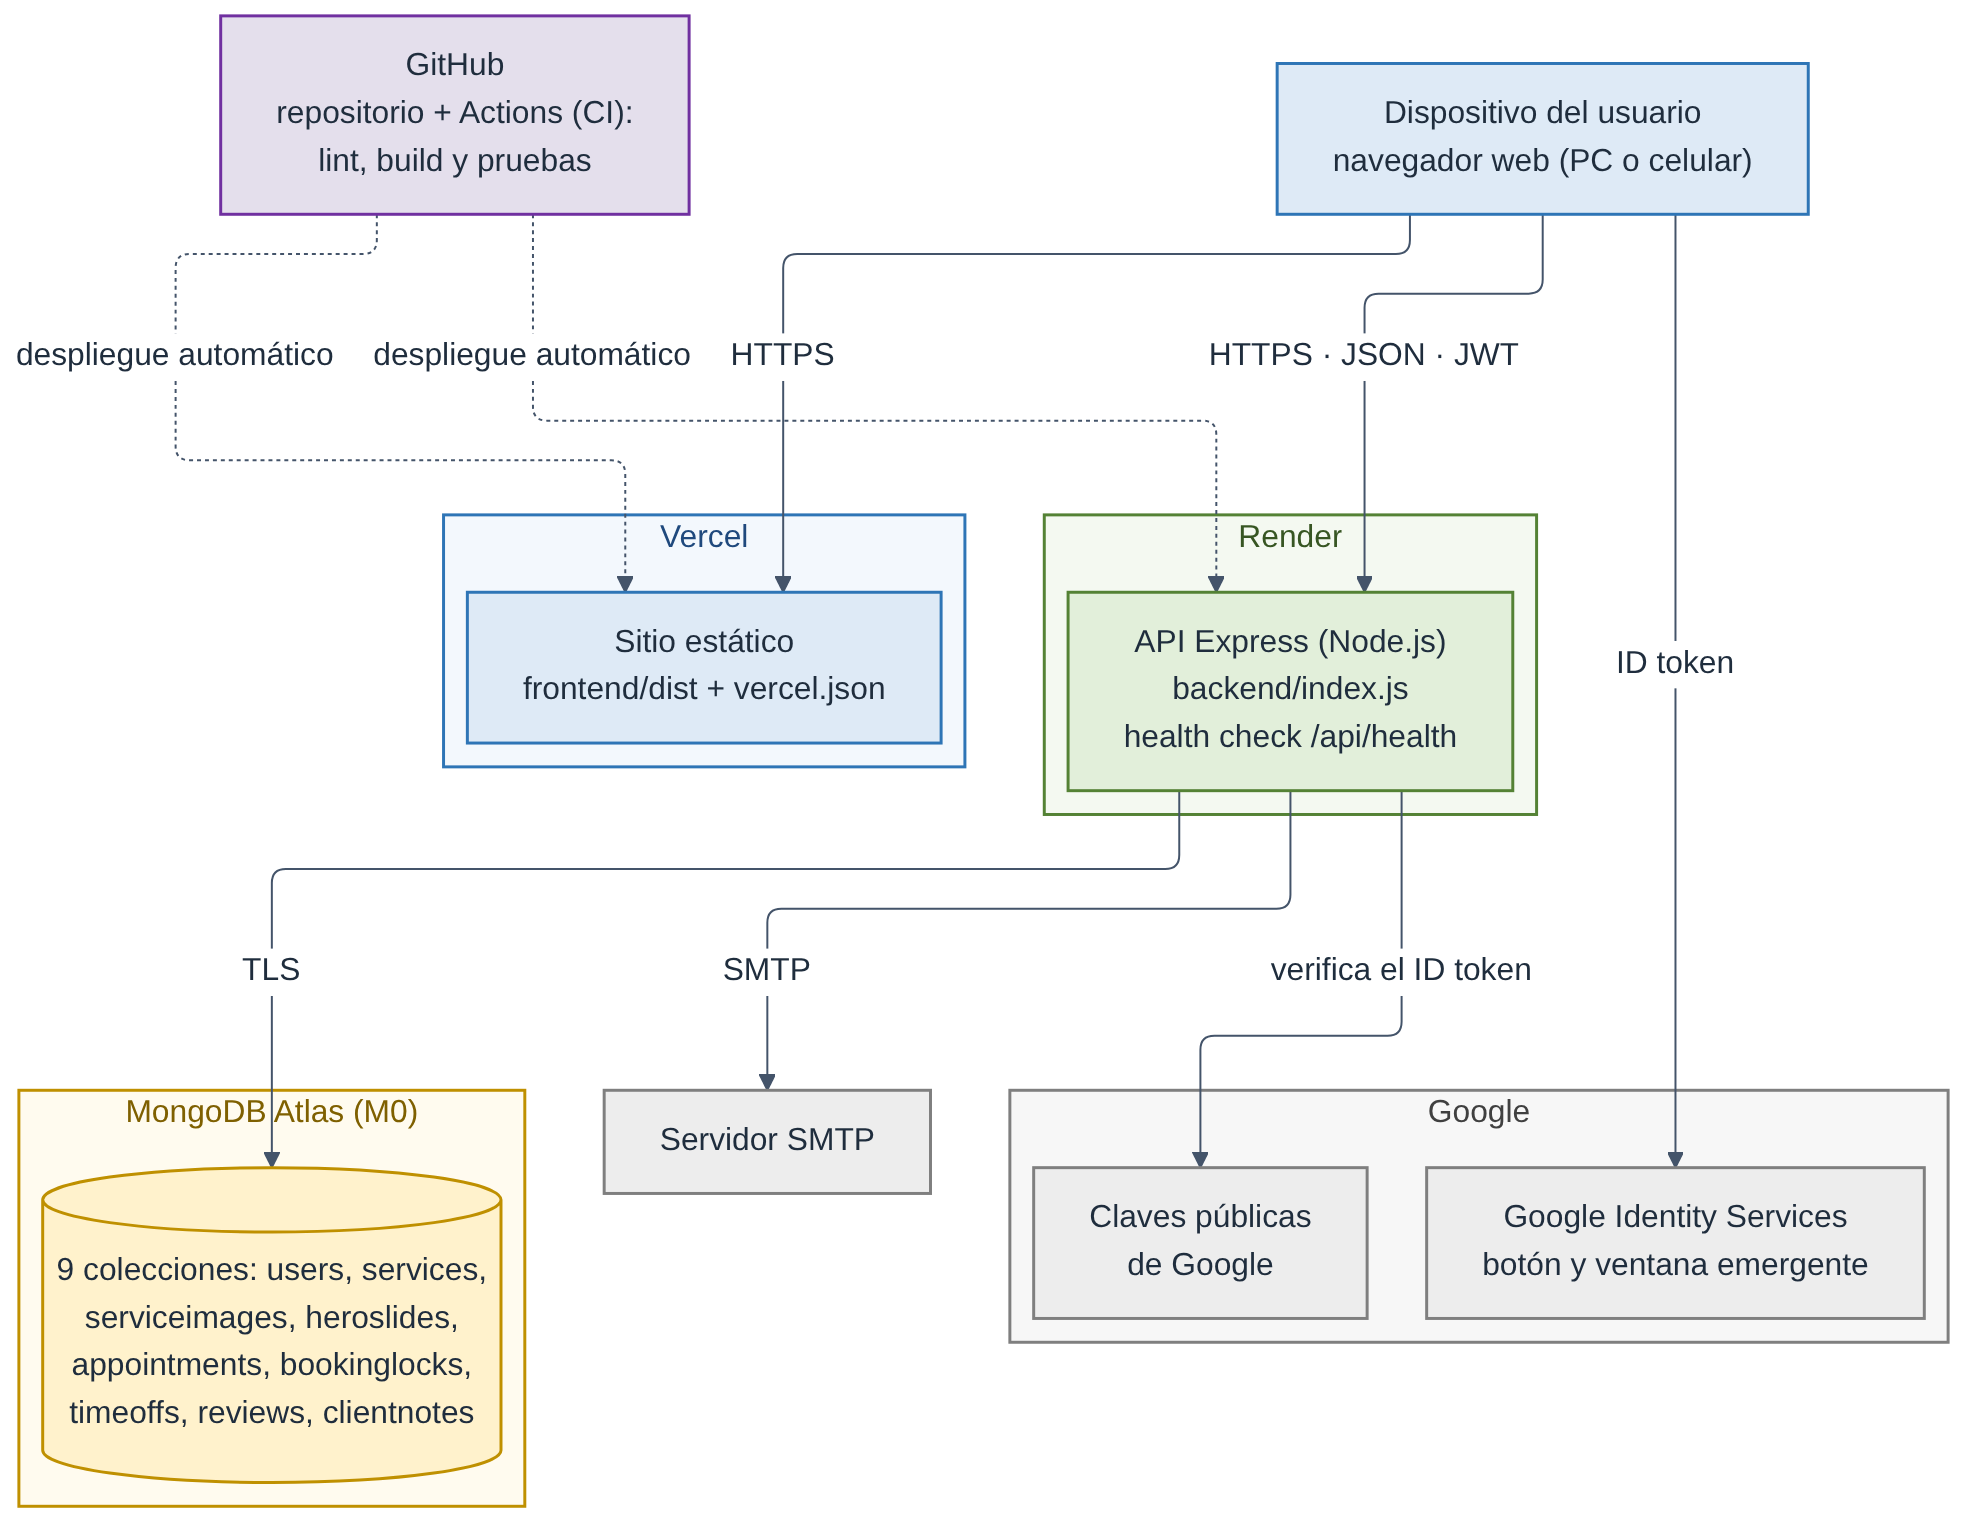 GitHub
repositorio + Actions (CI):
lint, build y pruebas
Dispositivo del usuario
navegador web (PC o celular)
despliegue automático
despliegue automático
HTTPS
HTTPS · JSON · JWT
Vercel
Sitio estático
frontend/dist + vercel.json
Render
API Express (Node.js)
backend/index.js
health check /api/health
ID token
TLS
SMTP
verifica el ID token
MongoDB Atlas (M0)
9 colecciones: users, services,
serviceimages, heroslides,
appointments, bookinglocks,
timeoffs, reviews, clientnotes
Servidor SMTP
Google
Claves públicas
de Google
Google Identity Services
botón y ventana emergente